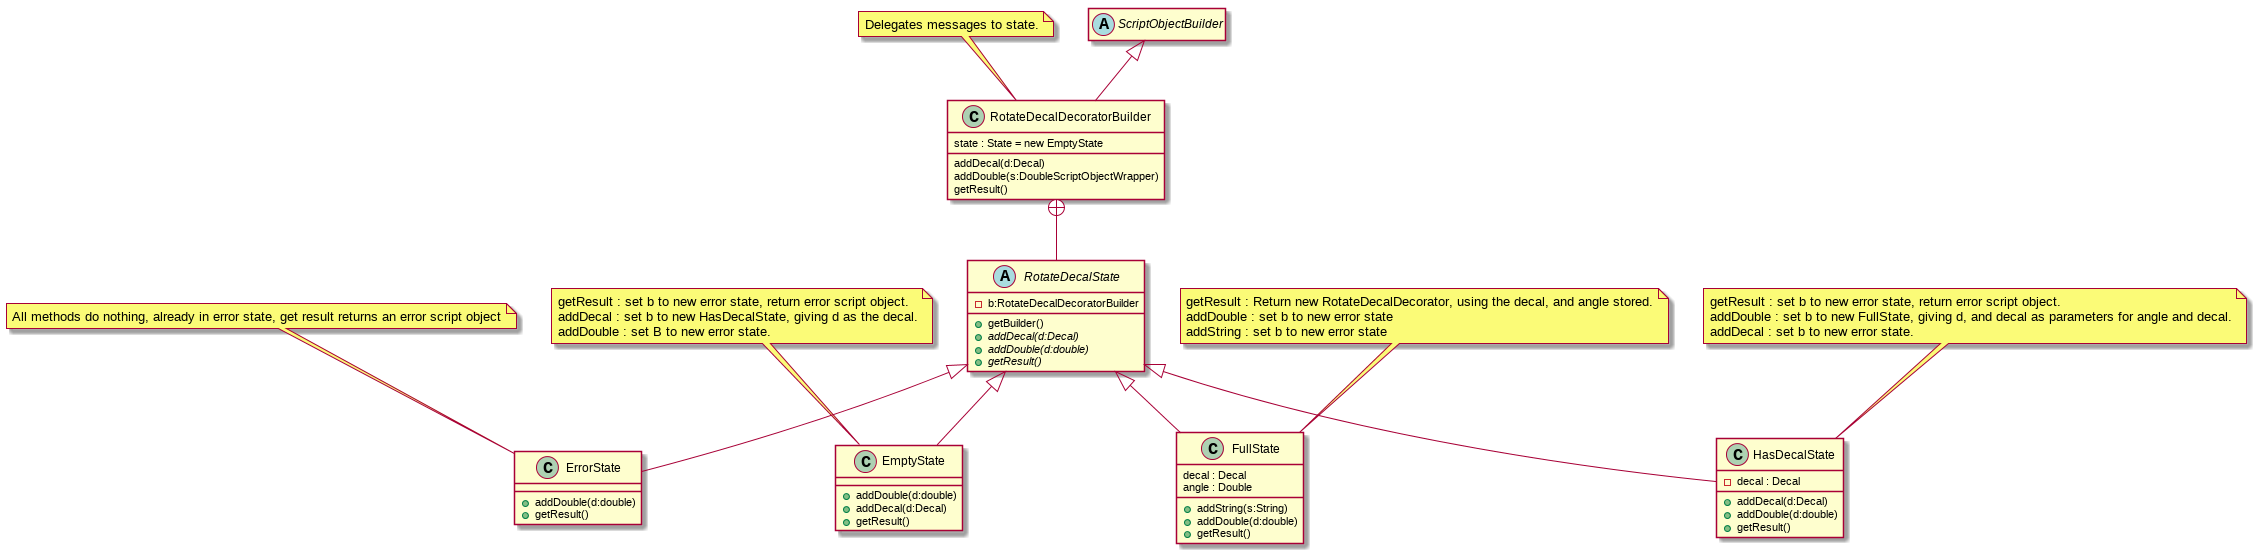 Delegates messages to state.
A ScriptObjectBuilder
C RotateDecalDecoratorBuilder
state : State = new EmptyState
addDecal(d:Decal)
addDouble(s:DoubleScriptObjectWrapper)
getResult()
A RotateDecalState
b:RotateDecalDecoratorBuilder
getBuilder()
addDecal(d:Decal)
addDouble(d:double)
getResult()
All methods do nothing, already in error state, get result returns an error script object
getResult : set b to new error state, return error script object.
addDecal : set b to new HasDecalState, giving d as the decal.
addDouble : set B to new error state.
getResult : Return new RotateDecalDecorator, using the decal, and angle stored.
addDouble : set b to new error state
addString : set b to new error state
getResult : set b to new error state, return error script object.
addDouble : set b to new FullState, giving d, and decal as parameters for angle and decal.
addDecal : set b to new error state.
C ErrorState
addDouble(d:double)
getResult()
C EmptyState
addDouble(d:double)
addDecal(d:Decal)
getResult()
C FullState
decal : Decal
angle : Double
addString(s:String)
addDouble(d:double)
getResult()
C HasDecalState
decal : Decal
addDecal(d:Decal)
addDouble(d:double)
getResult()